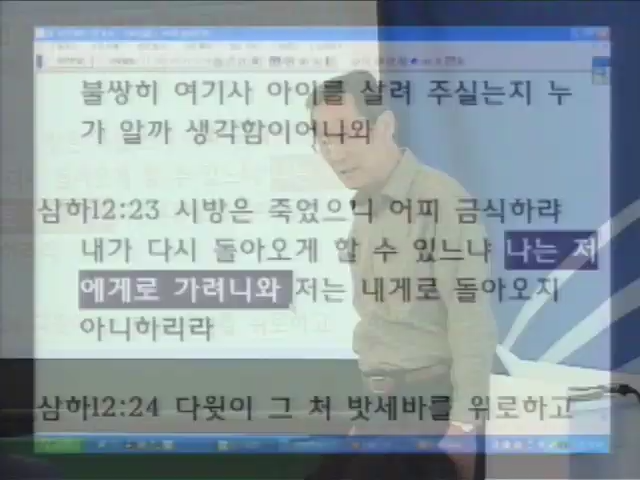 불쌍히 여기사 아이를 살려 주실는지 누
가 알까 생각함이어니와
삼하12:23 시방은 죽었으니 어찌 금식하랴
내가 다시 돌아오게 할 수 있느냐 나는 저
에게로 가려니와 저는 내게로 돌아오지
아니하리라
삼하12:24 다윗이 그 처 밧세바를 위로하고